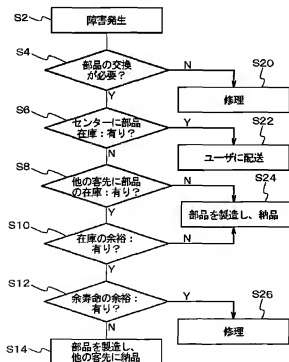 S2
障害発生
S4
部品の交換
が必要?
N
S20
修理
Y
S6
センターに部品
在庫:有り?
Y
S22
ユーザに配送
N
S8
他の客先に部品
の在庫:有り?
N
S24
部品を製造し、納品
Y
S10
在庫の余裕:
有り?
N
Y
S12
余寿命の余裕:
有り?
Y
S26
修理
N
S14
部品を製造し、
他の客先に納品